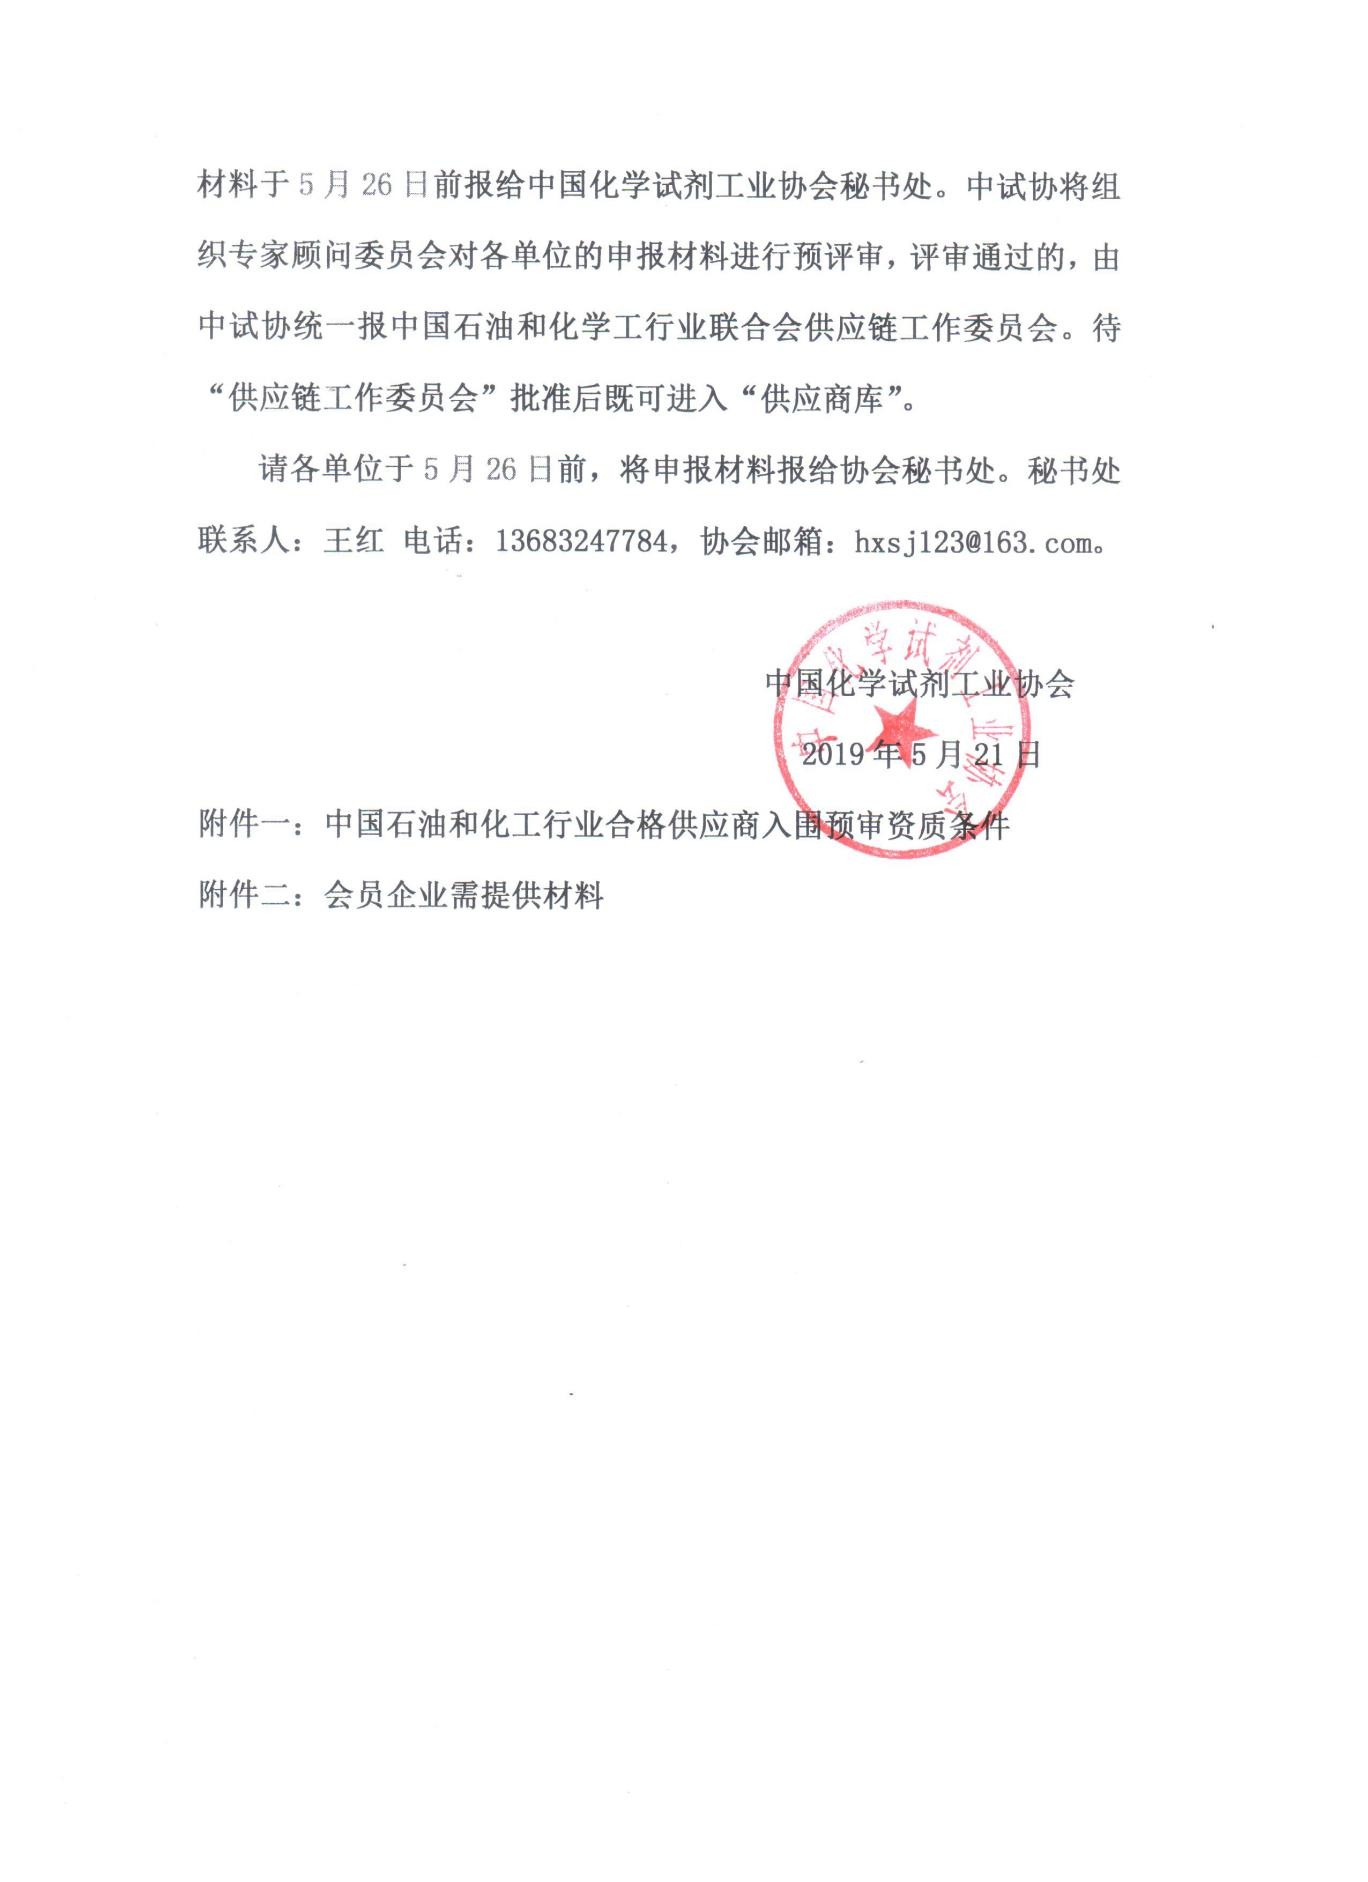 材料于5月26日前报给中国化学试剂工业协会秘书处。中试协将组
织专家顾问委员会对各单位的申报材料进行预评审，评审通过的，由
中试协统一报中国石油和化学工行业联合会供应链工作委员会。待
“供应链工作委员会”批准后既可进入“供应商库”。
请各单位于5月26日前，将申报材料报给协会秘书处。秘书处
联系人：王红 电话：13683247784，协会邮箱：hxsj123@163.com。
中国化学试剂工业协会
中国化学试剂工业协会
2019年5月21日
附件一：中国石油和化工行业合格供应商入围预审资质条件
附件二：会员企业需提供材料